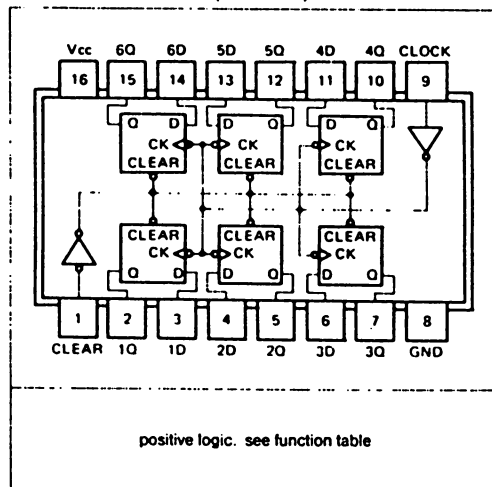 Vcc 6Q 6D 5D 5Q 4D 4Q CLOCK
16 15 14 13 12 11 10 9
Q D D Q D Q
CK CK CK
CLEAR CLEAR CLEAR
CLEAR CLEAR CLEAR
CK CK CK
Q D D Q D Q
1 2 3 4 5 6 7 8
CLEAR 1Q 1D 2D 2Q 3D 3Q GND
positive logic. see function table